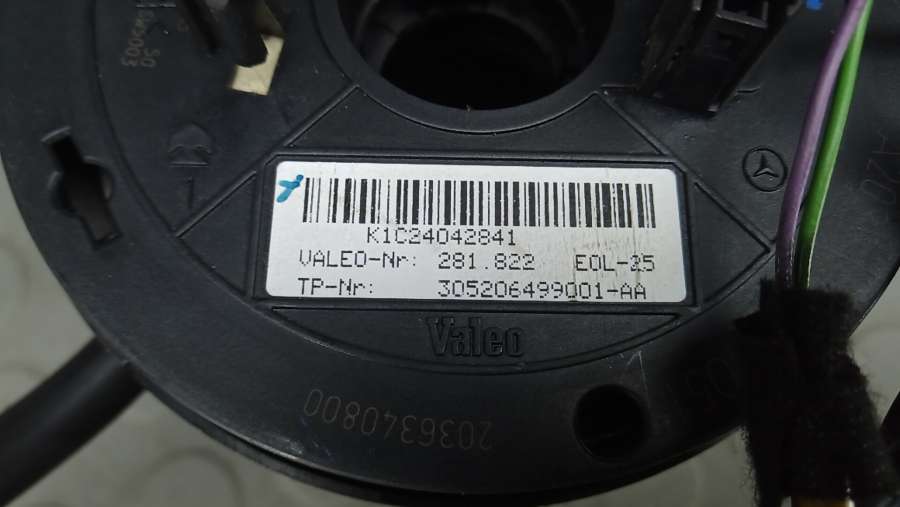 K1C24042841
VALEO-Nr: 281.822 EOL-25
TP-Nr: 305206499001-AA
Valeo
2036340800